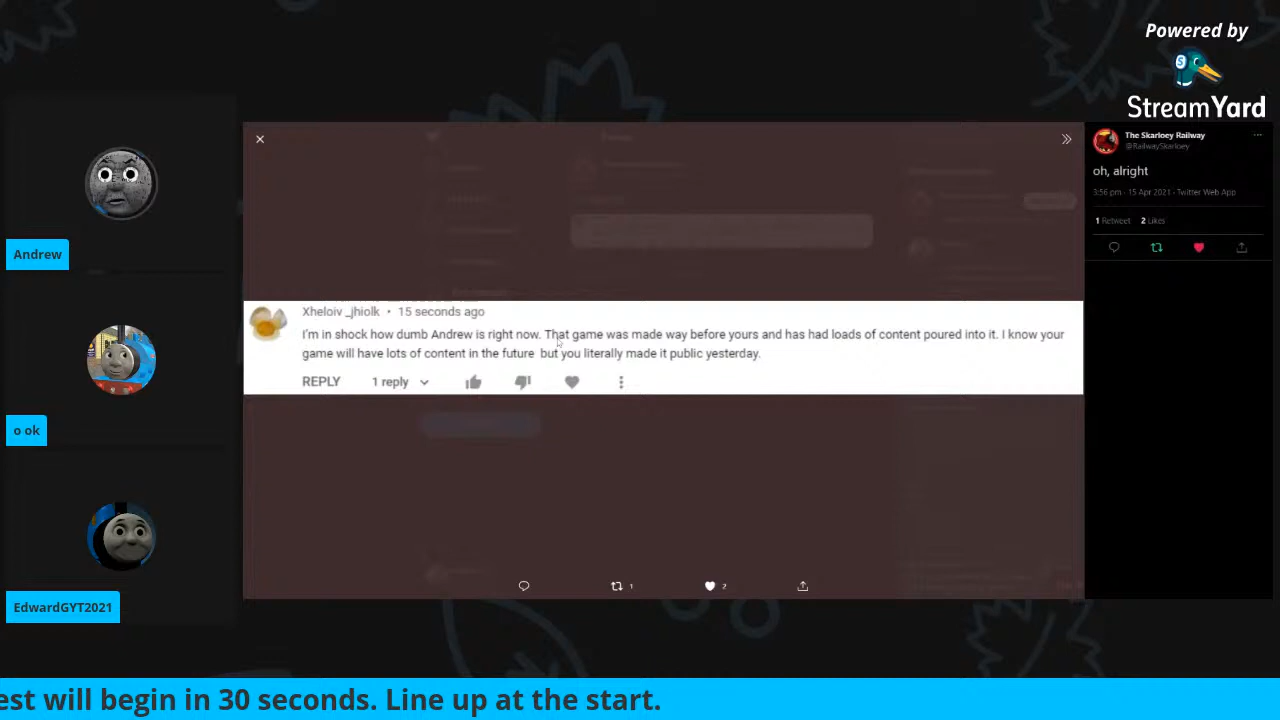 Powered by
StreamYard
Andrew
o ok
EdwardGYT2021
Xheloiv _jhiolk • 15 seconds ago
I'm in shock how dumb Andrew is right now. That game was made way before yours and has had loads of content poured into it. I know your
game will have lots of content in the future but you literally made it public yesterday.
REPLY 1 reply
1
2
The Skarloey Railway
@RailwaySkarloey
oh, alright
3:56 pm · 15 Apr 2021 · Twitter Web App
1 Retweet 2 Likes
est will begin in 30 seconds. Line up at the start.